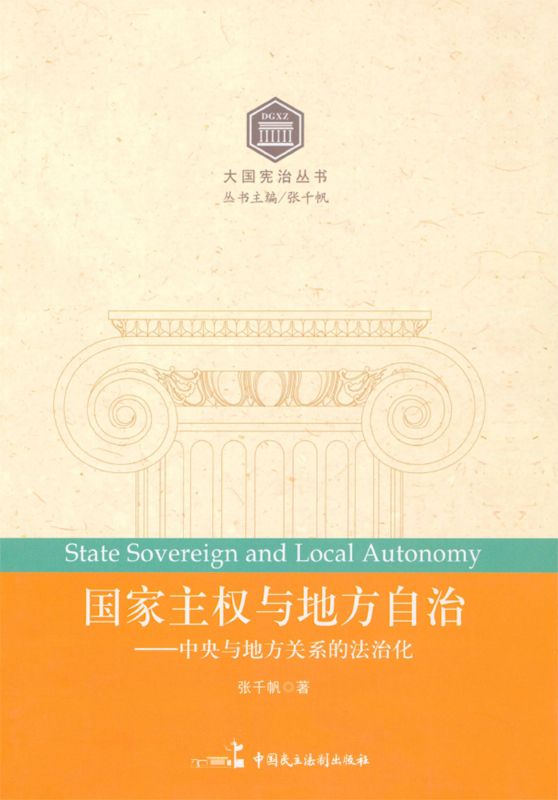 DGXZ
大国宪治丛书
丛书主编/张千帆
State Sovereign and Local Autonomy
国家主权与地方自治
——中央与地方关系的法治化
张千帆◎著
中国民主法制出版社